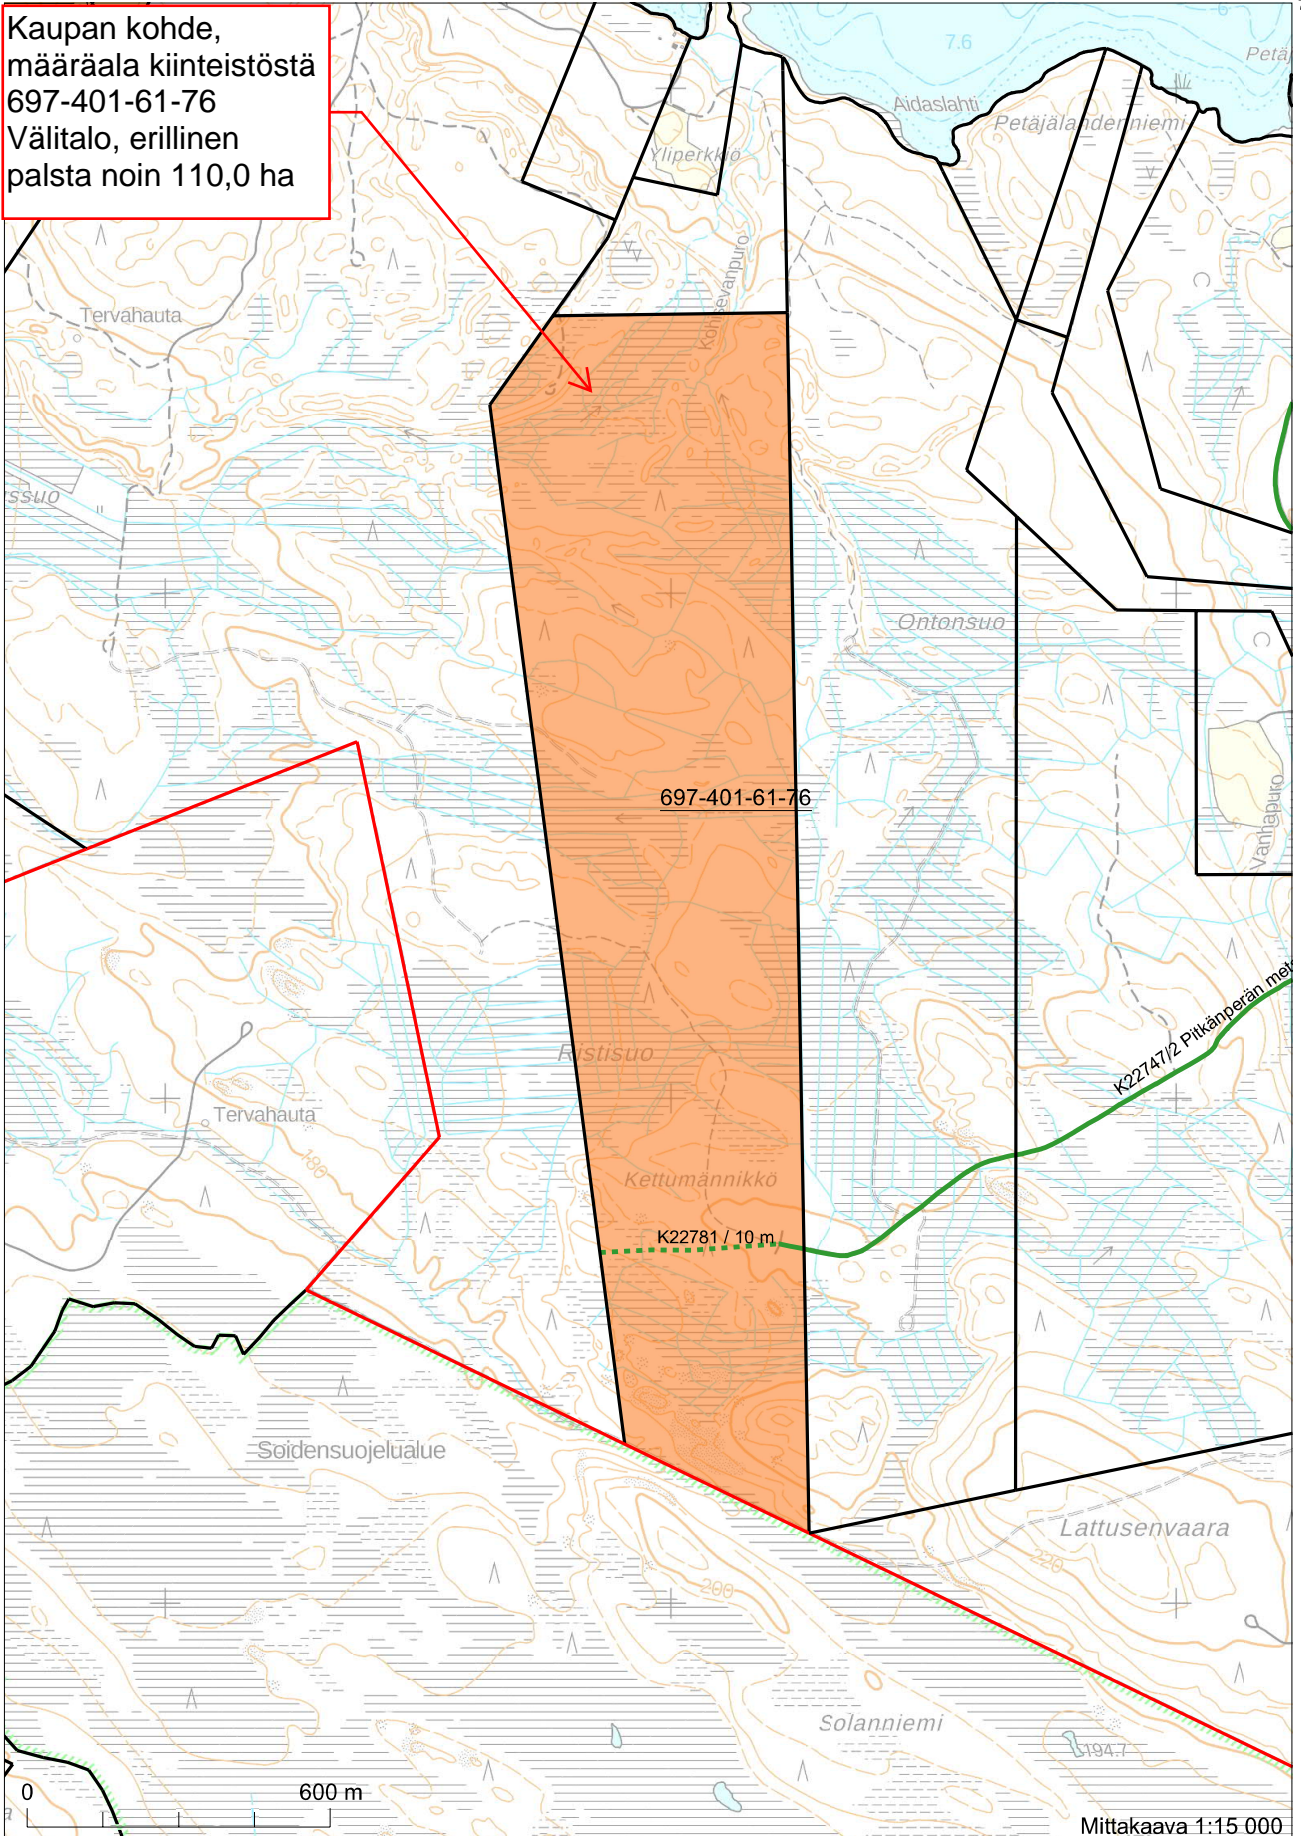 Kaupan kohde,
määräala kiinteistöstä
697-401-61-76
Välitalo, erillinen
palsta noin 110,0 ha
7.6
Aidaslahti
Petäjälahdenniemi
Yliperkkiö
Kohisevanpuro
Tervahauta
Ontonsuo
697-401-61-76
Vanhapuro
K22747/2 Pitkänperän
Ristisuo
Tervahauta
180
Kettumännikkö
K22781 / 10 m
Soidensuojelualue
Lattusenvaara
220
200
Solanniemi
194.7
0 600 m
Mittakaava 1:15 000